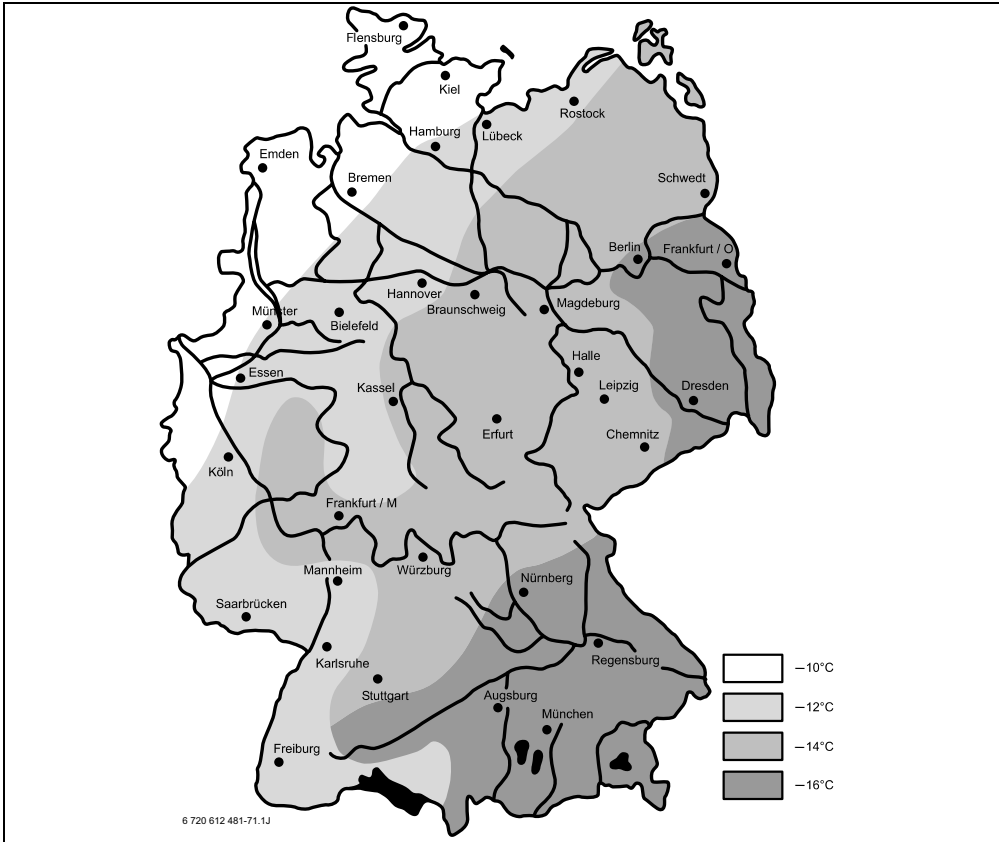 Flensburg
Kiel
Rostock
Hamburg
Lübeck
Emden
Bremen
Schwedt
Berlin
Frankfurt / O
Hannover
Braunschweig
Magdeburg
Münster
Bielefeld
Halle
Essen
Kassel
Leipzig
Dresden
Erfurt
Chemnitz
Köln
Frankfurt / M
Mannheim
Würzburg
Nürnberg
Saarbrücken
Karlsruhe
Regensburg
Stuttgart
Augsburg
München
Freiburg
–10°C
–12°C
–14°C
–16°C
6 720 612 481-71.1J